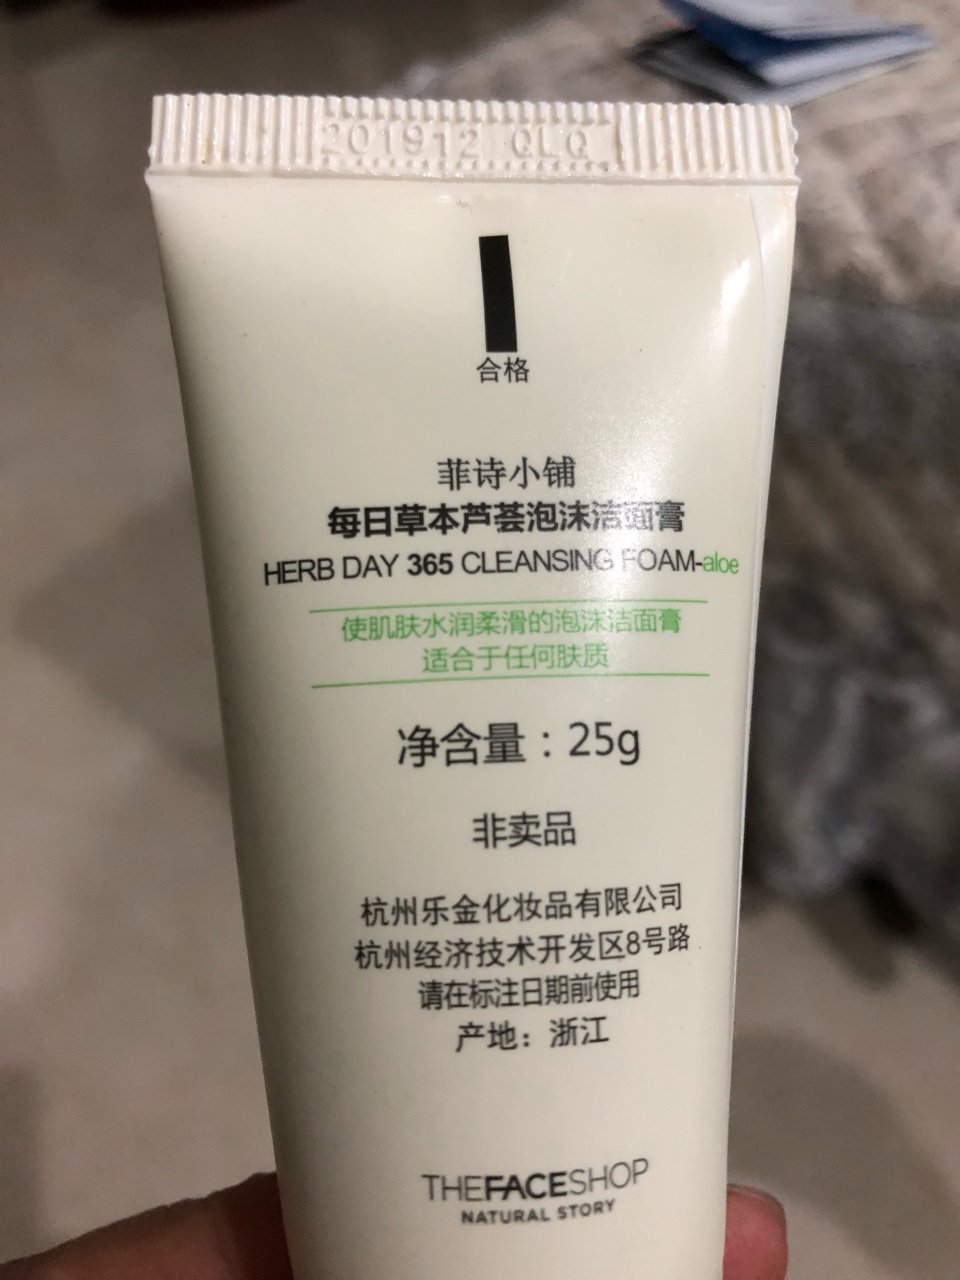 201912 QLQ
合格
菲诗小铺
每日草本芦荟泡沫洁面膏
HERB DAY 365 CLEANSING FOAM-aloe
使肌肤水润柔滑的泡沫洁面膏
适合于任何肤质
净含量：25g
非卖品
杭州乐金化妆品有限公司
杭州经济技术开发区8号路
请在标注日期前使用
产地：浙江
THEFACESHOP
NATURAL STORY